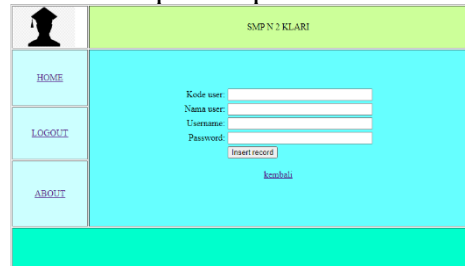 SMP N 2 KLARI
HOME
LOGOUT
ABOUT
Kode user:
Nama user:
Username:
Password:
Insert record
kembali